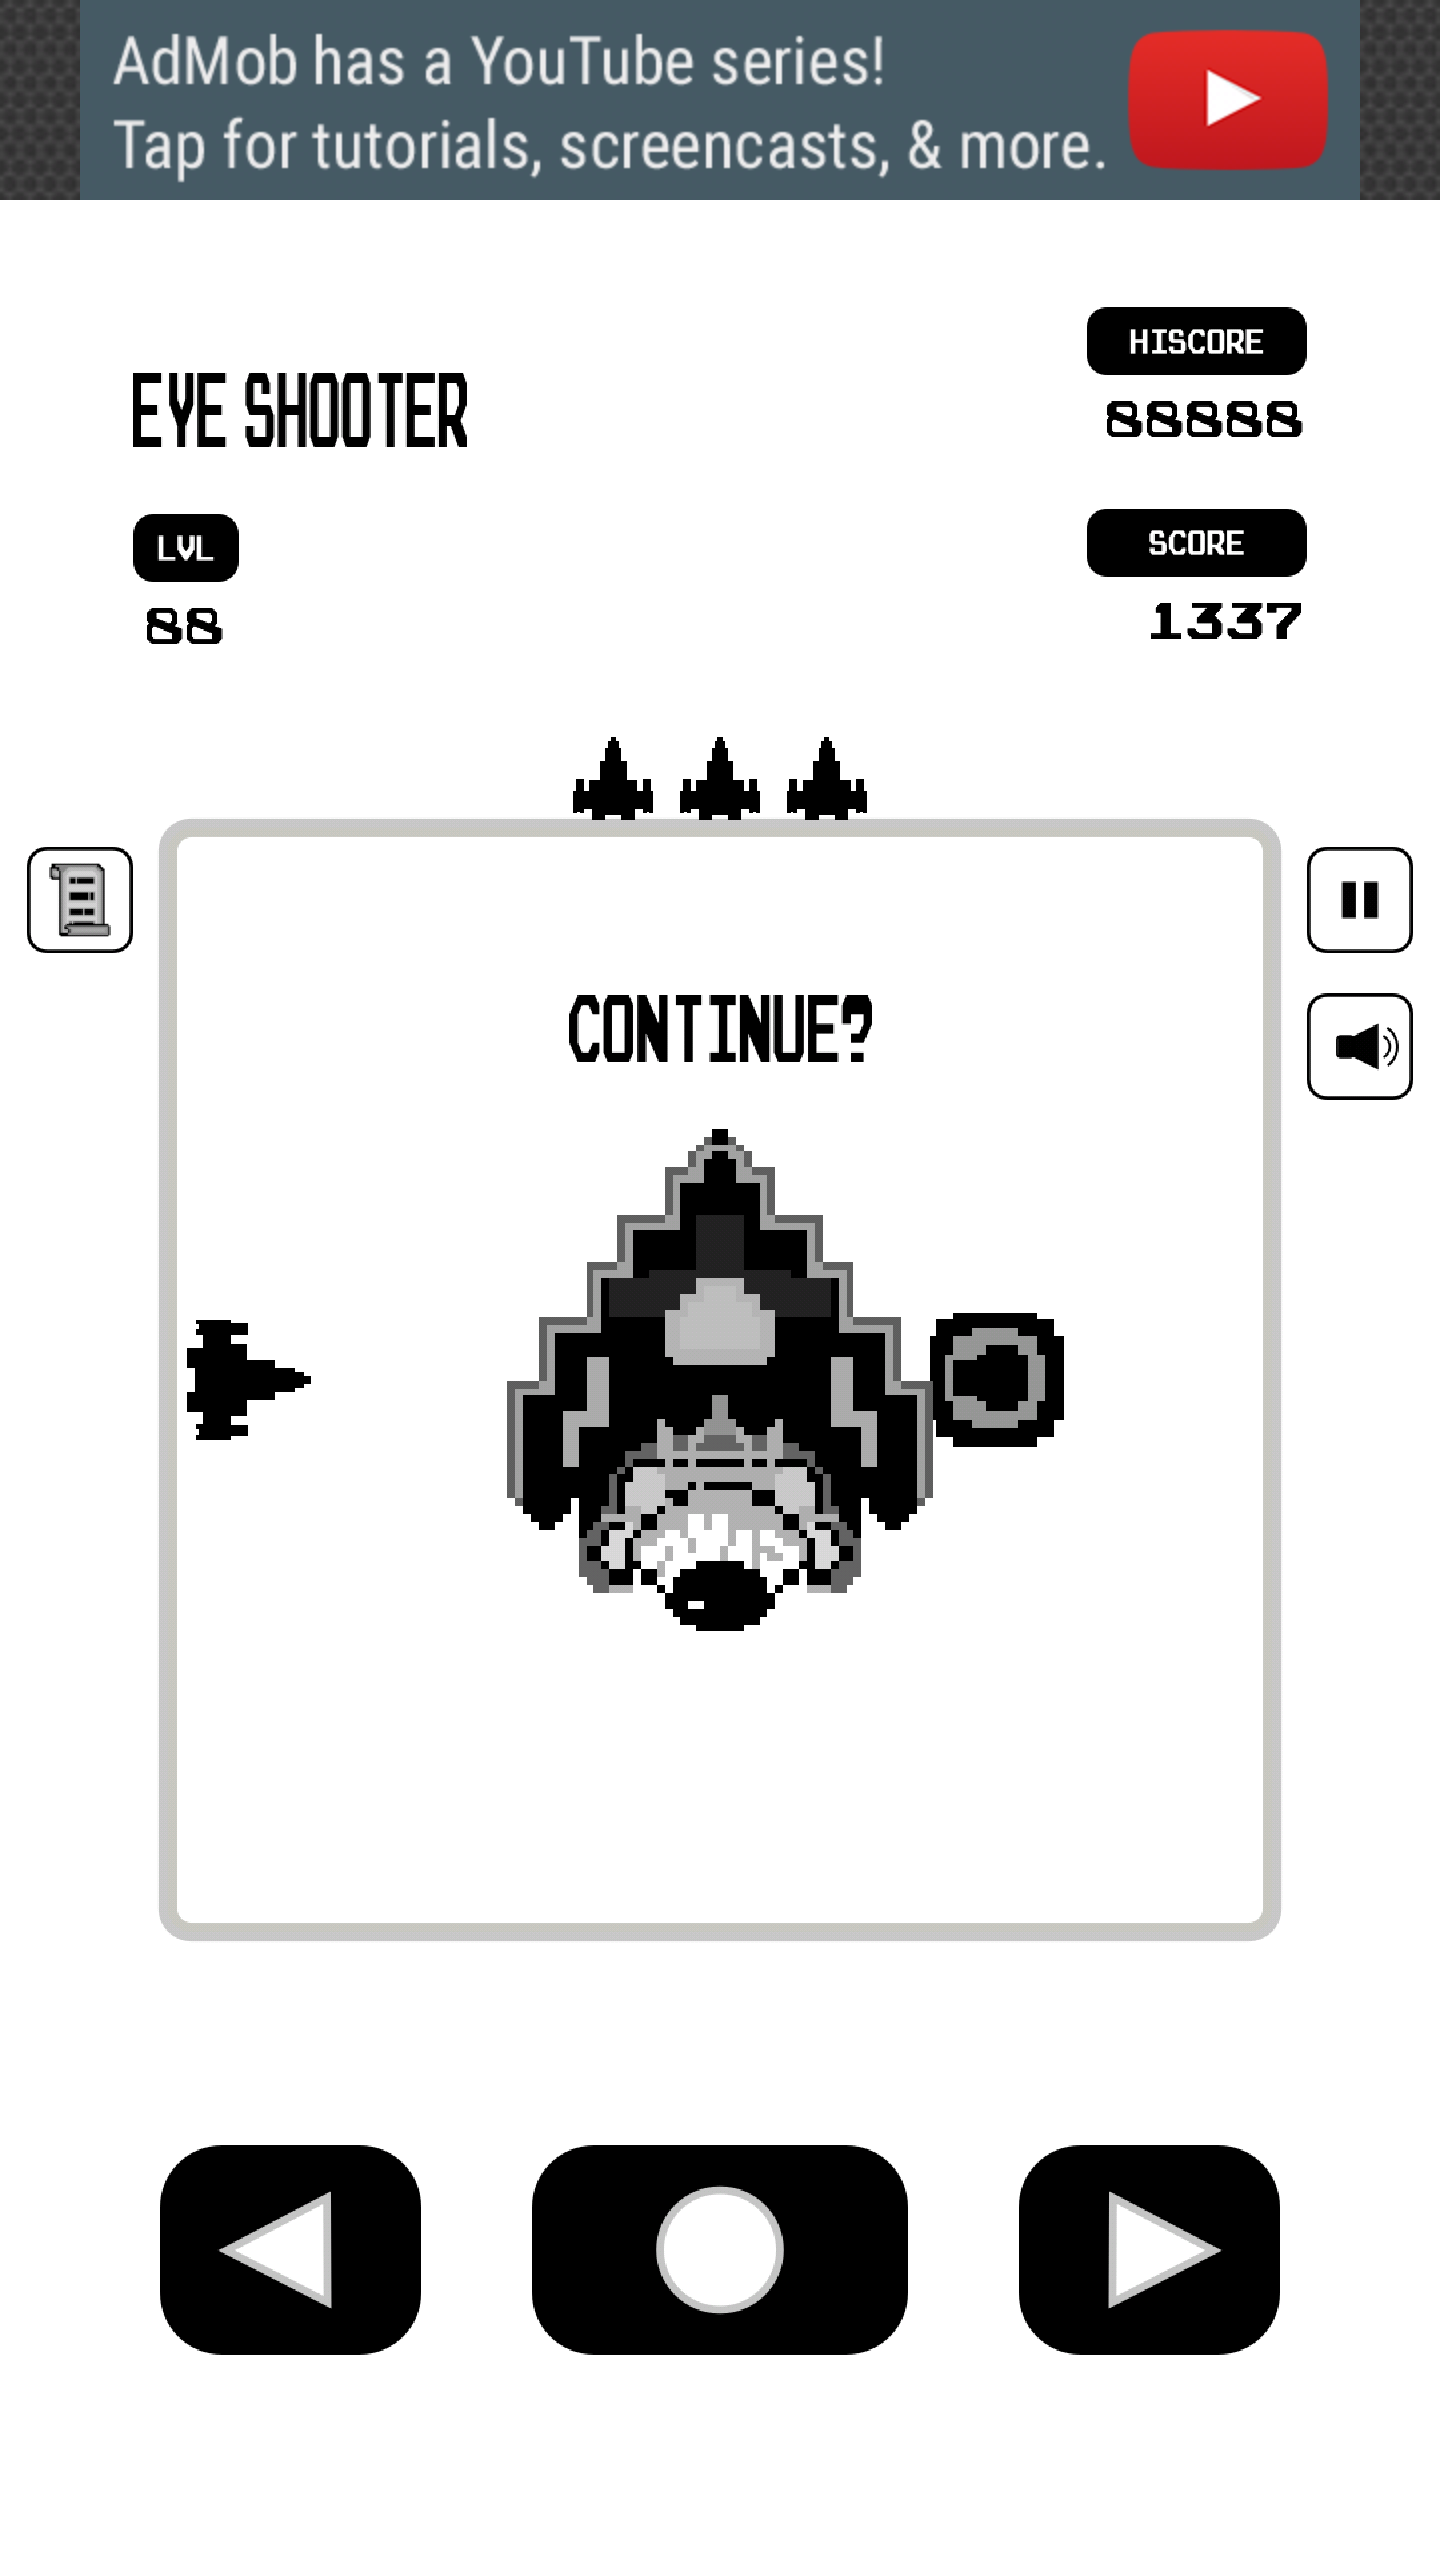 AdMob has a YouTube series!
Tap for tutorials, screencasts, & more.
HISCORE
88888
EYE SHOOTER
LVL
88
SCORE
1337
CONTINUE?